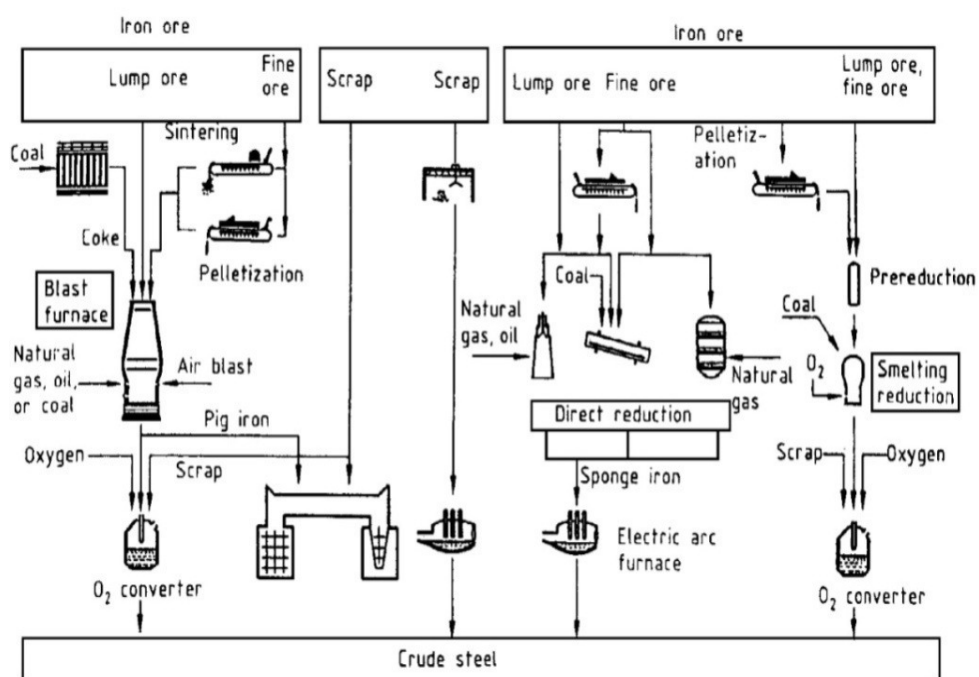 Iron ore
Lump ore
Fine
ore
Scrap
Scrap
Iron ore
Lump ore
Fine ore
Lump ore,
fine ore
Sintering
Coal
Coke
Pelletization
Blast
furnace
Natural
gas, oil,
or coal
Air blast
Pig iron
Oxygen
Scrap
O₂ converter
Pelletiz-
ation
Coal
Natural
gas, oil
Natural
gas
Direct reduction
Sponge iron
Electric arc
furnace
Prereduction
Coal
O₂
Smelting
reduction
Scrap
Oxygen
O₂ converter
Crude steel